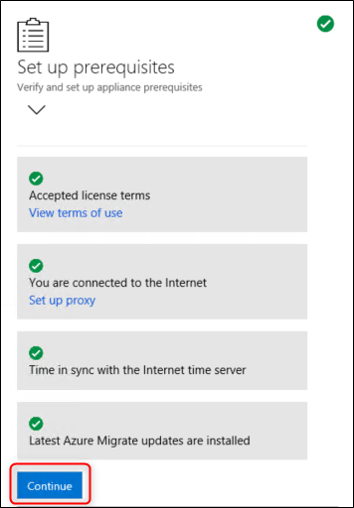 Set up prerequisites
Verify and set up appliance prerequisites
Accepted license terms
View terms of use
You are connected to the Internet
Set up proxy
Time in sync with the Internet time server
Latest Azure Migrate updates are installed
Continue